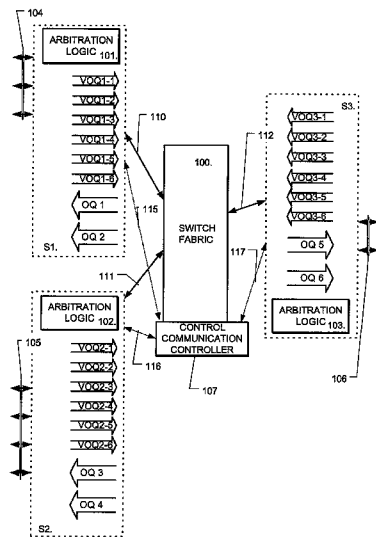 104
ARBITRATION
LOGIC 101.
VOQ1-1
VOQ1-2
VOQ1-3
VOQ1-4
VOQ1-5
VOQ1-6
OQ 1
OQ 2
S1.
110
115
111
100.
SWITCH
FABRIC
112
117
S3.
VOQ3-1
VOQ3-2
VOQ3-3
VOQ3-4
VOQ3-5
VOQ3-6
OQ 5
OQ 6
ARBITRATION
LOGIC 103.
106
CONTROL
COMMUNICATION
CONTROLLER
107
116
105
ARBITRATION
LOGIC 102.
VOQ2-1
VOQ2-2
VOQ2-3
VOQ2-4
VOQ2-5
VOQ2-6
OQ 3
OQ 4
S2.